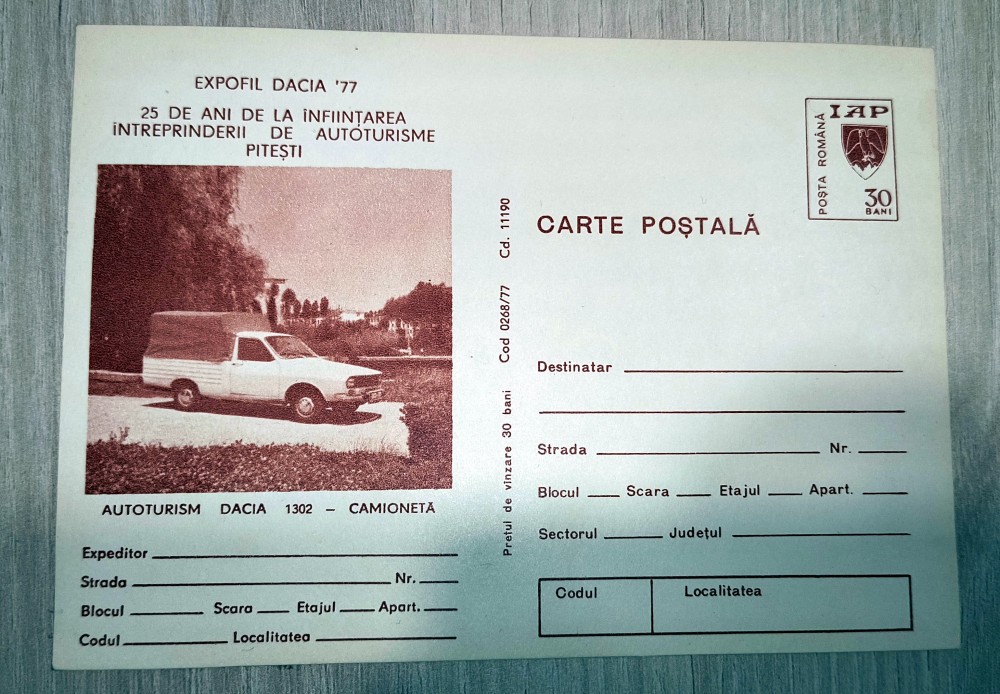 EXPOFIL DACIA '77
25 DE ANI DE LA ÎNFIINȚAREA
ÎNTREPRINDERII DE AUTOTURISME
PITEȘTI
AUTOTURISM DACIA 1302 – CAMIONETĂ
Expeditor
Strada Nr.
Blocul Scara Etajul Apart.
Codul Localitatea
Prețul de vînzare 30 bani Cod 0268/77 Cd. 11190
POȘTA ROMÂNĂ
IAP
30
BANI
CARTE POȘTALĂ
Destinatar
Strada Nr.
Blocul Scara Etajul Apart.
Sectorul Județul
Codul Localitatea